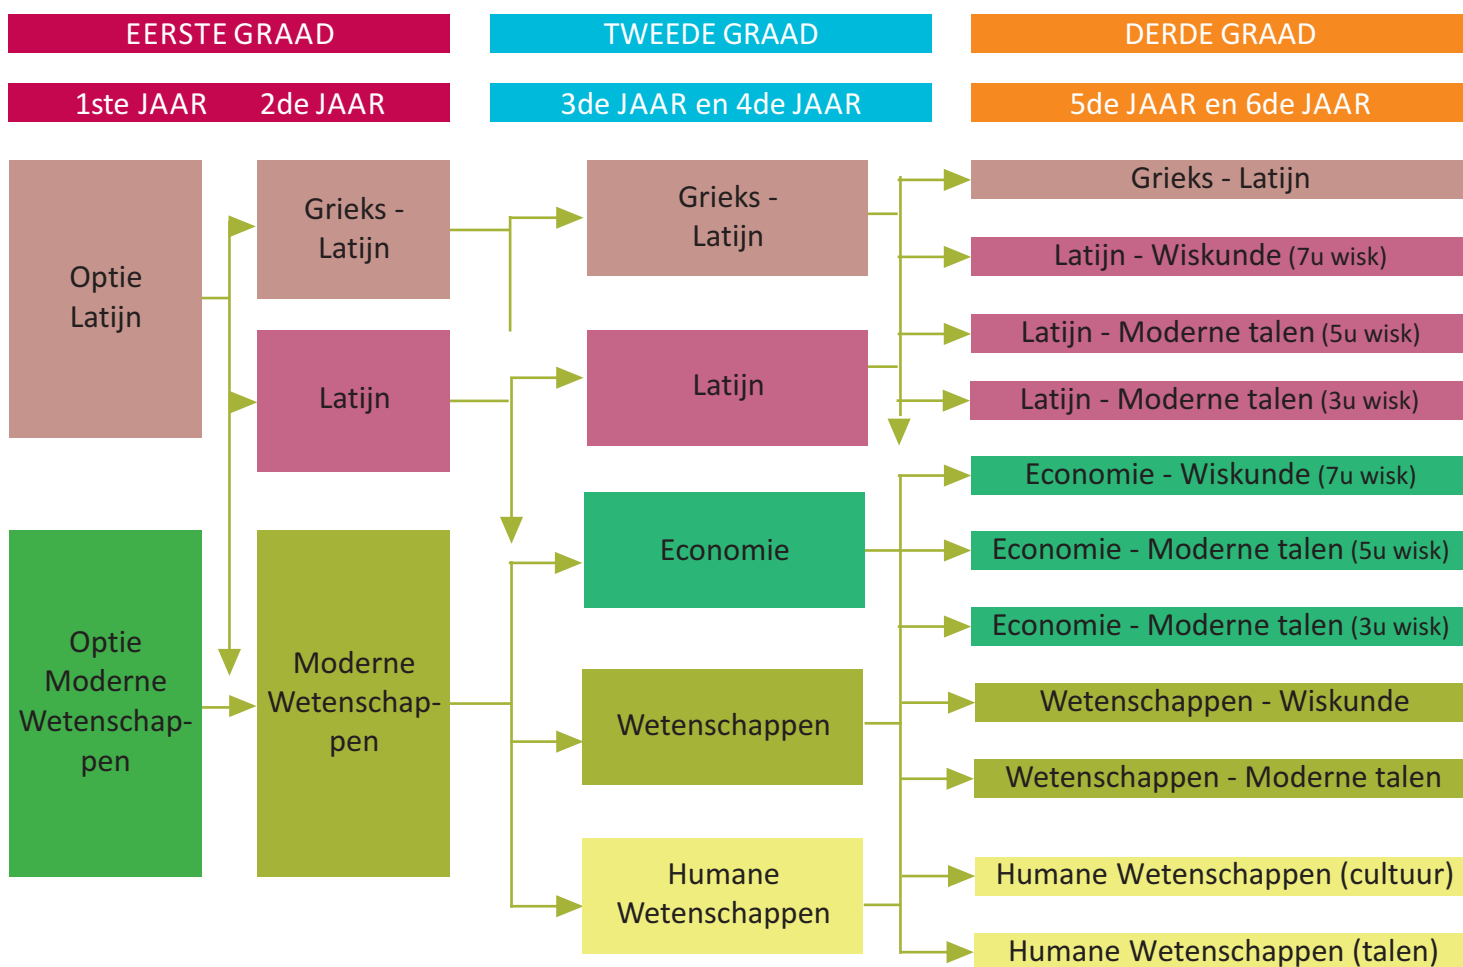 EERSTE GRAAD
TWEEDE GRAAD
DERDE GRAAD
1ste JAAR
2de JAAR
3de JAAR en 4de JAAR
5de JAAR en 6de JAAR
Optie
Latijn
Optie
Moderne
Wetenschap-
pen
Grieks -
Latijn
Latijn
Moderne
Wetenschap-
pen
Grieks -
Latijn
Latijn
Economie
Wetenschappen
Humane
Wetenschappen
Grieks - Latijn
Latijn - Wiskunde (7u wisk)
Latijn - Moderne talen (5u wisk)
Latijn - Moderne talen (3u wisk)
Economie - Wiskunde (7u wisk)
Economie - Moderne talen (5u wisk)
Economie - Moderne talen (3u wisk)
Wetenschappen - Wiskunde
Wetenschappen - Moderne talen
Humane Wetenschappen (cultuur)
Humane Wetenschappen (talen)